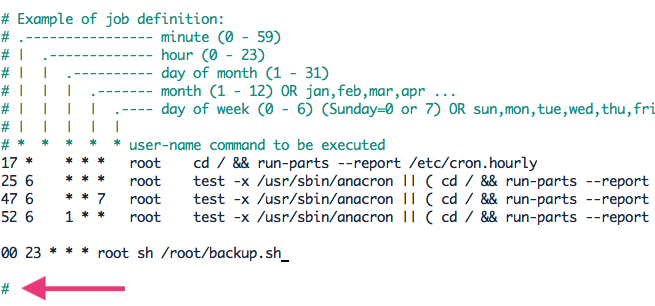 # Example of job definition:
# .---------------- minute (0 - 59)
# |  .------------- hour (0 - 23)
# |  |  .---------- day of month (1 - 31)
# |  |  |  .------- month (1 - 12) OR jan,feb,mar,apr ...
# |  |  |  |  .---- day of week (0 - 6) (Sunday=0 or 7) OR sun,mon,tue,wed,thu,fri
# |  |  |  |  |
# *  *  *  *  * user-name command to be executed
17 *    * * *   root    cd / && run-parts --report /etc/cron.hourly
25 6    * * *   root    test -x /usr/sbin/anacron || ( cd / && run-parts --report
47 6    * * 7   root    test -x /usr/sbin/anacron || ( cd / && run-parts --report
52 6    1 * *   root    test -x /usr/sbin/anacron || ( cd / && run-parts --report
00 23 * * * root sh /root/backup.sh_
#